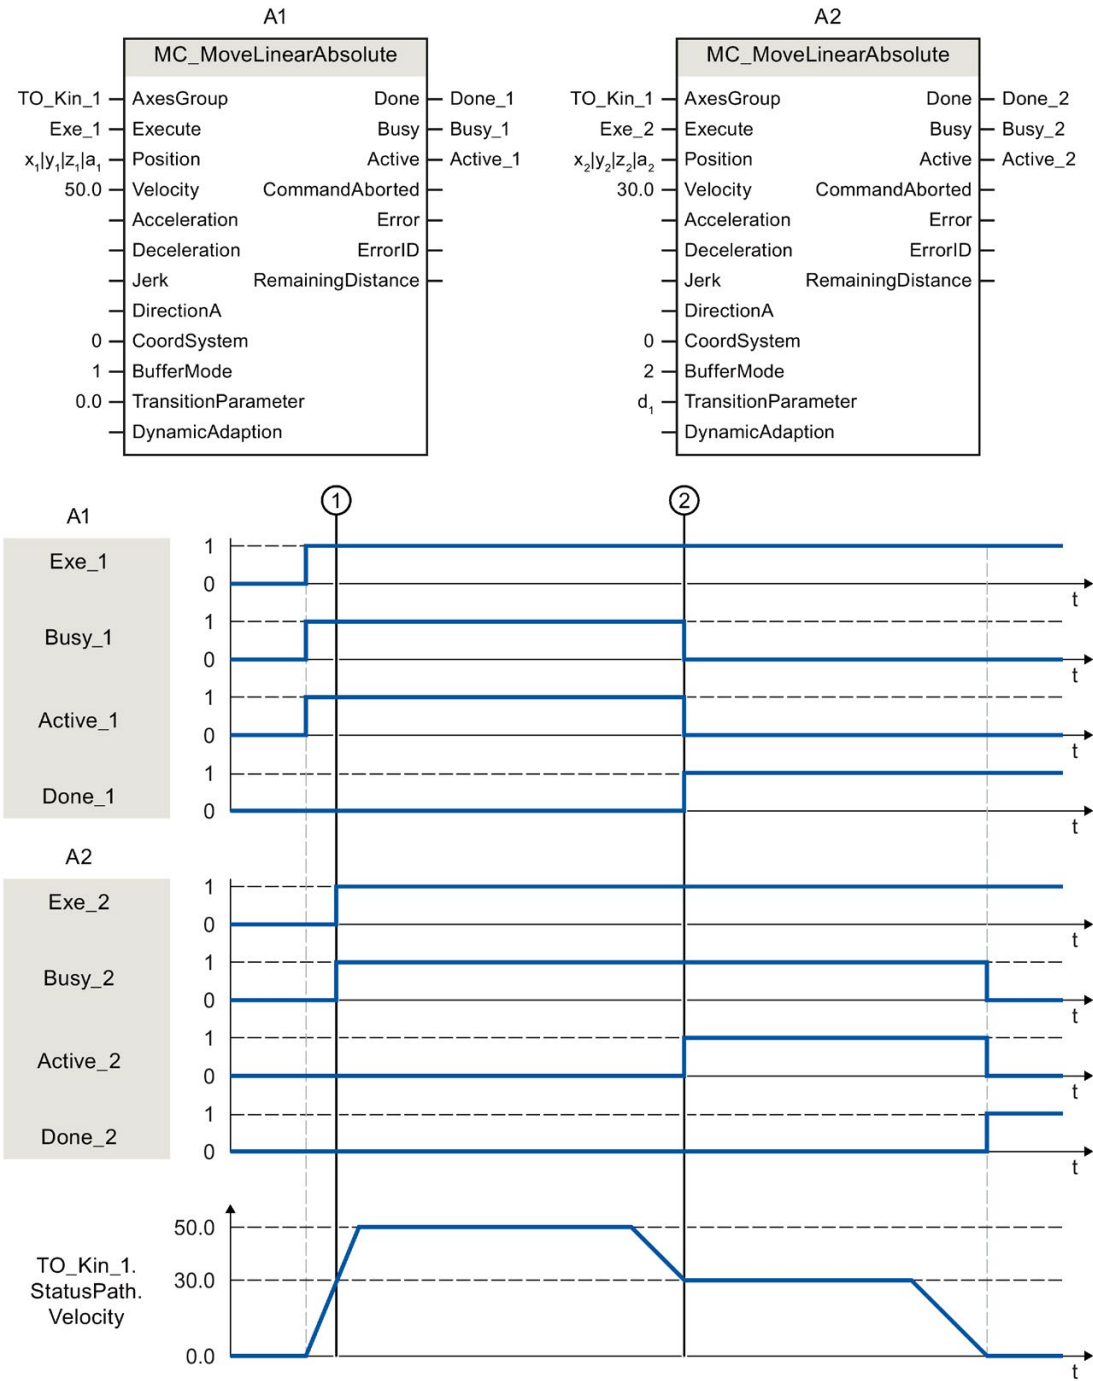 A1 A2
MC_MoveLinearAbsolute MC_MoveLinearAbsolute
TO_Kin_1 AxesGroup Done Done_1 TO_Kin_1 AxesGroup Done Done_2
Exe_1 Execute Busy Busy_1 Exe_2 Execute Busy Busy_2
x₁|y₁|z₁|a₁ Position Active Active_1 x₂|y₂|z₂|a₂ Position Active Active_2
50.0 Velocity CommandAborted 30.0 Velocity CommandAborted
Acceleration Error Acceleration Error
Deceleration ErrorID Deceleration ErrorID
Jerk RemainingDistance Jerk RemainingDistance
DirectionA DirectionA
0 CoordSystem 0 CoordSystem
1 BufferMode 2 BufferMode
0.0 TransitionParameter d₁ TransitionParameter
DynamicAdaption DynamicAdaption
1 2
A1
Exe_1 1
0
t
Busy_1 1
0
t
Active_1 1
0
t
Done_1 1
0
t
A2
Exe_2 1
0
t
Busy_2 1
0
t
Active_2 1
0
t
Done_2 1
0
t
50.0
TO_Kin_1.
30.0
StatusPath.
Velocity
0.0
t